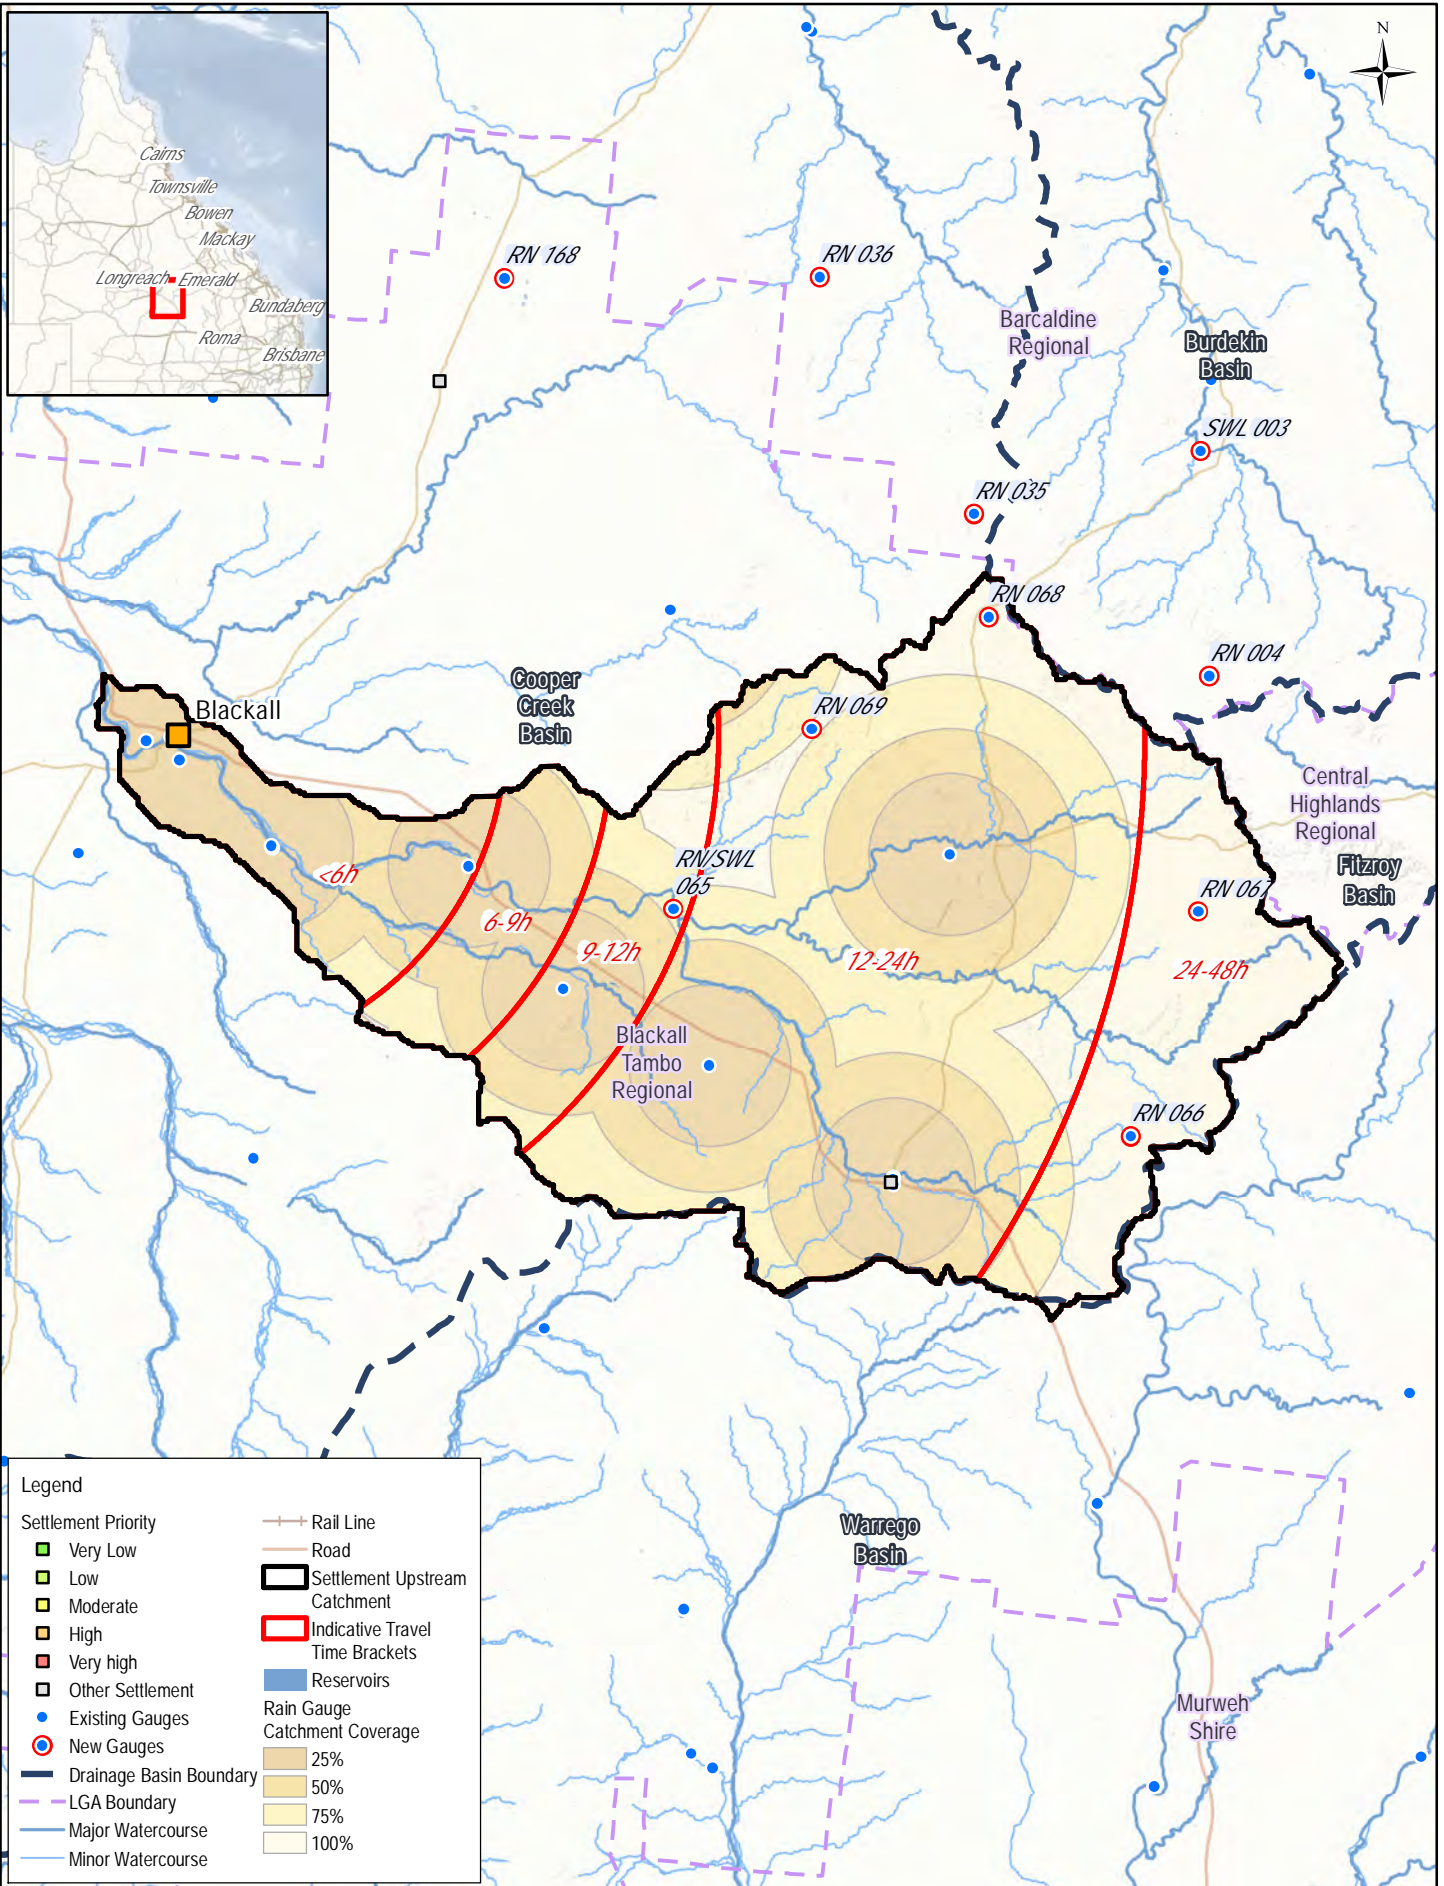 N
Cairns
Townsville
Bowen
Mackay
Longreach
Emerald
Bundaberg
Roma
Brisbane
RN 168
RN 036
Barcaldine
Regional
Burdekin
Basin
SWL 003
RN 035
RN 068
RN 004
Cooper
Creek
Basin
Blackall
RN 069
Central
Highlands
Regional
RN/SWL
065
Fitzroy
Basin
<6h
RN 067
6-9h
9-12h
12-24h
24-48h
Blackall
Tambo
Regional
RN 066
Warrego
Basin
Murweh
Shire
Legend
Settlement Priority
Very Low
Low
Moderate
High
Very high
Other Settlement
Existing Gauges
New Gauges
Drainage Basin Boundary
LGA Boundary
Major Watercourse
Minor Watercourse
Rail Line
Road
Settlement Upstream
Catchment
Indicative Travel
Time Brackets
Reservoirs
Rain Gauge
Catchment Coverage
25%
50%
75%
100%